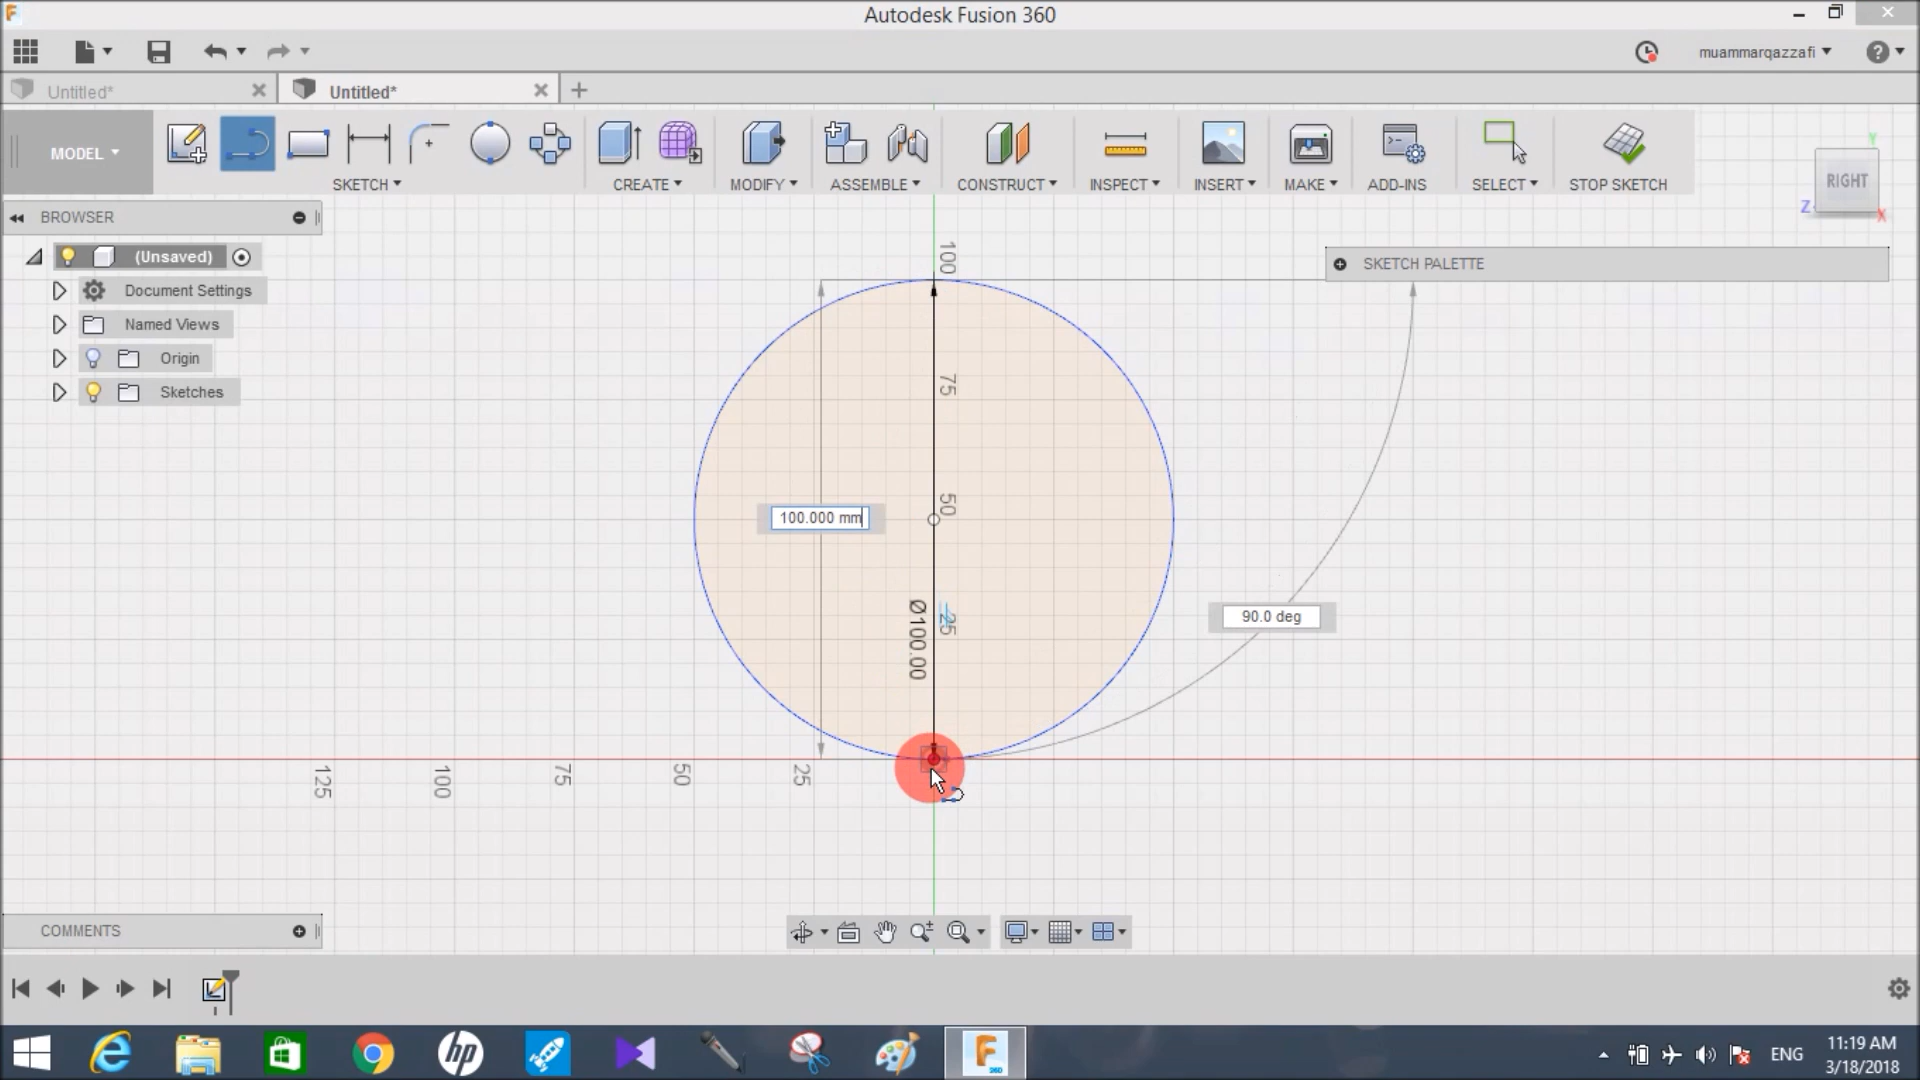 Autodesk Fusion 360
muammarqazzafi
Untitled*
Untitled*
MODEL
SKETCH
CREATE
MODIFY
ASSEMBLE
CONSTRUCT
INSPECT
INSERT
MAKE
ADD-INS
SELECT
STOP SKETCH
Y
RIGHT
Z
X
BROWSER
(Unsaved)
Document Settings
Named Views
Origin
Sketches
SKETCH PALETTE
100
75
50
25
100.000 mm
Ø100.00
90.0 deg
125
100
75
50
25
COMMENTS
hp
F
360
ENG
11:19 AM
3/18/2018